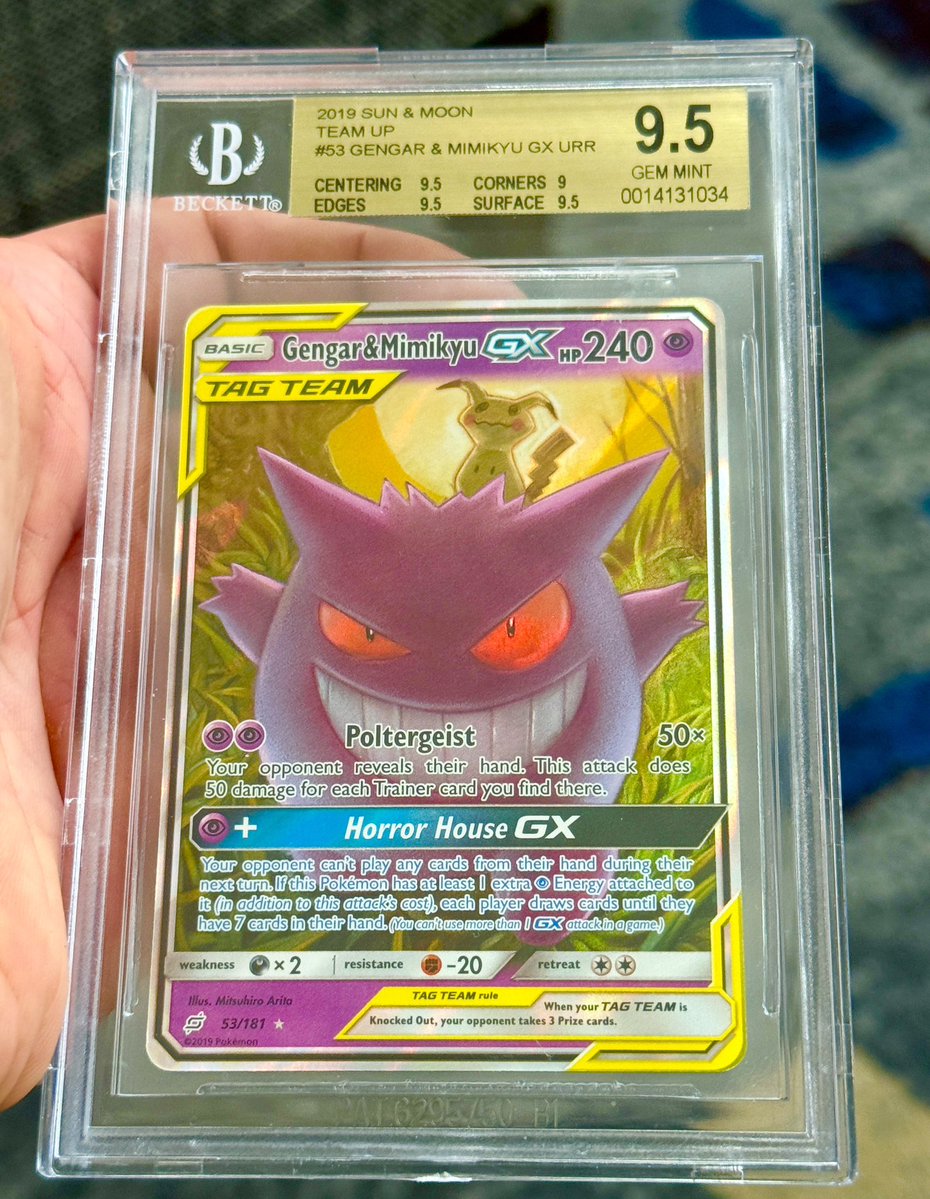 2019 SUN & MOON
TEAM UP
#53 GENGAR & MIMIKYU GX URR
CENTERING 9.5 CORNERS 9
EDGES 9.5 SURFACE 9.5
9.5
GEM MINT
0014131034
B
BECKETT®
BASIC Gengar&Mimikyu GX HP240
TAG TEAM
Poltergeist 50×
Your opponent reveals their hand. This attack does
50 damage for each Trainer card you find there.
+ Horror House GX
Your opponent can't play any cards from their hand during their
next turn. If this Pokémon has at least 1 extra Energy attached to
it (in addition to this attack's cost), each player draws cards until they
have 7 cards in their hand. (You can't use more than 1 GX attack in a game.)
weakness ×2 resistance -20 retreat
Illus. Mitsuhiro Arita
53/181
©2019 Pokémon
TAG TEAM rule
When your TAG TEAM is
Knocked Out, your opponent takes 3 Prize cards.